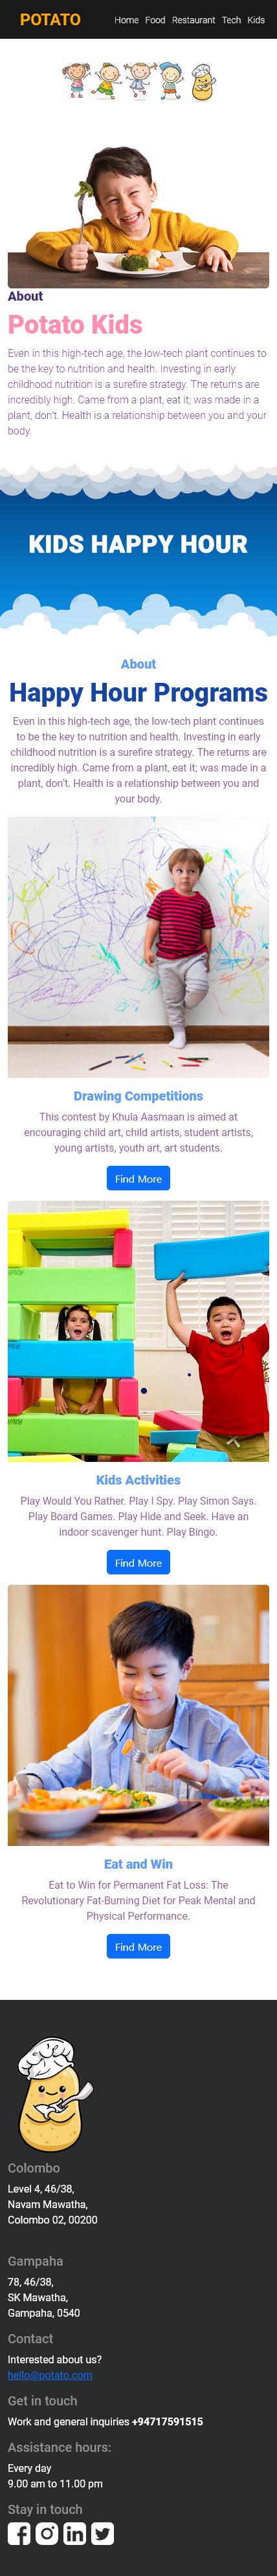 POTATO
Home Food Restaurant Tech Kids
About
Potato Kids
Even in this high-tech age, the low-tech plant continues to
be the key to nutrition and health. Investing in early
childhood nutrition is a surefire strategy. The returns are
incredibly high. Came from a plant, eat it; was made in a
plant, don't. Health is a relationship between you and your
body.
KIDS HAPPY HOUR
About
Happy Hour Programs
Even in this high-tech age, the low-tech plant continues
to be the key to nutrition and health. Investing in early
childhood nutrition is a surefire strategy. The returns are
incredibly high. Came from a plant, eat it; was made in a
plant, don't. Health is a relationship between you and
your body.
Drawing Competitions
This contest by Khula Aasmaan is aimed at
encouraging child art, child artists, student artists,
young artists, youth art, art students.
Find More
Kids Activities
Play Would You Rather. Play I Spy. Play Simon Says.
Play Board Games. Play Hide and Seek. Have an
indoor scavenger hunt. Play Bingo.
Find More
Eat and Win
Eat to Win for Permanent Fat Loss: The
Revolutionary Fat-Burning Diet for Peak Mental and
Physical Performance.
Find More
Colombo
Level 4, 46/38,
Navam Mawatha,
Colombo 02, 00200
Gampaha
78, 46/38,
SK Mawatha,
Gampaha, 0540
Contact
Interested about us?
hello@potato.com
Get in touch
Work and general inquiries +94717591515
Assistance hours:
Every day
9.00 am to 11.00 pm
Stay in touch